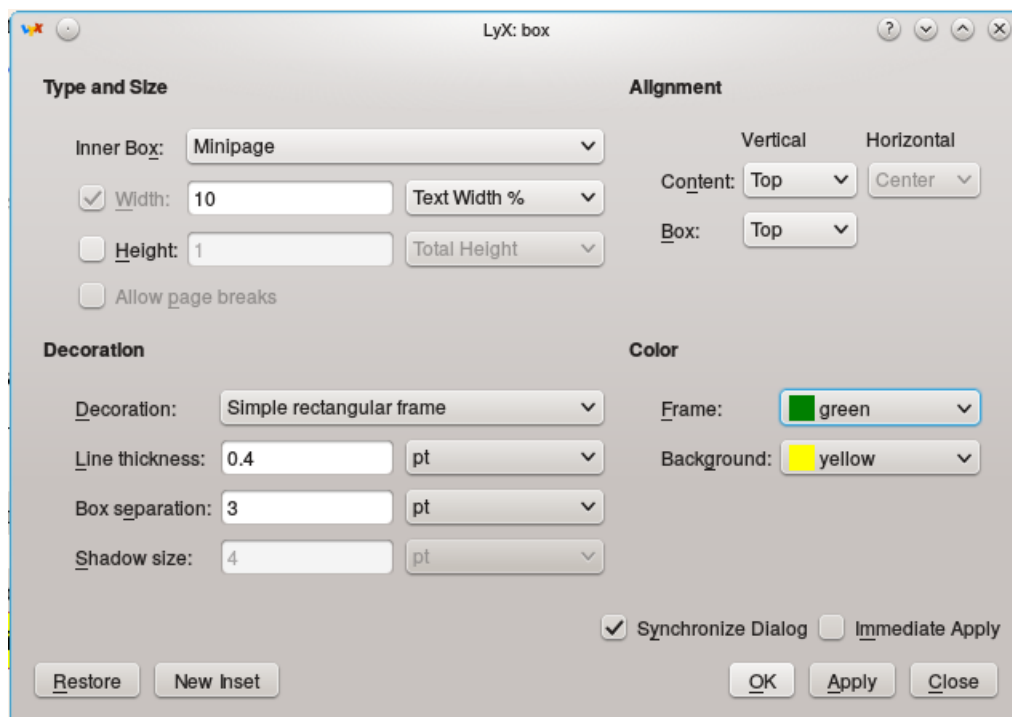 LyX: box
Type and Size
Inner Box: Minipage
Width: 10 Text Width %
Height: 1 Total Height
Allow page breaks
Alignment
Vertical Horizontal
Content: Top Center
Box: Top
Decoration
Decoration: Simple rectangular frame
Line thickness: 0.4 pt
Box separation: 3 pt
Shadow size: 4 pt
Color
Frame: green
Background: yellow
Synchronize Dialog Immediate Apply
Restore New Inset OK Apply Close